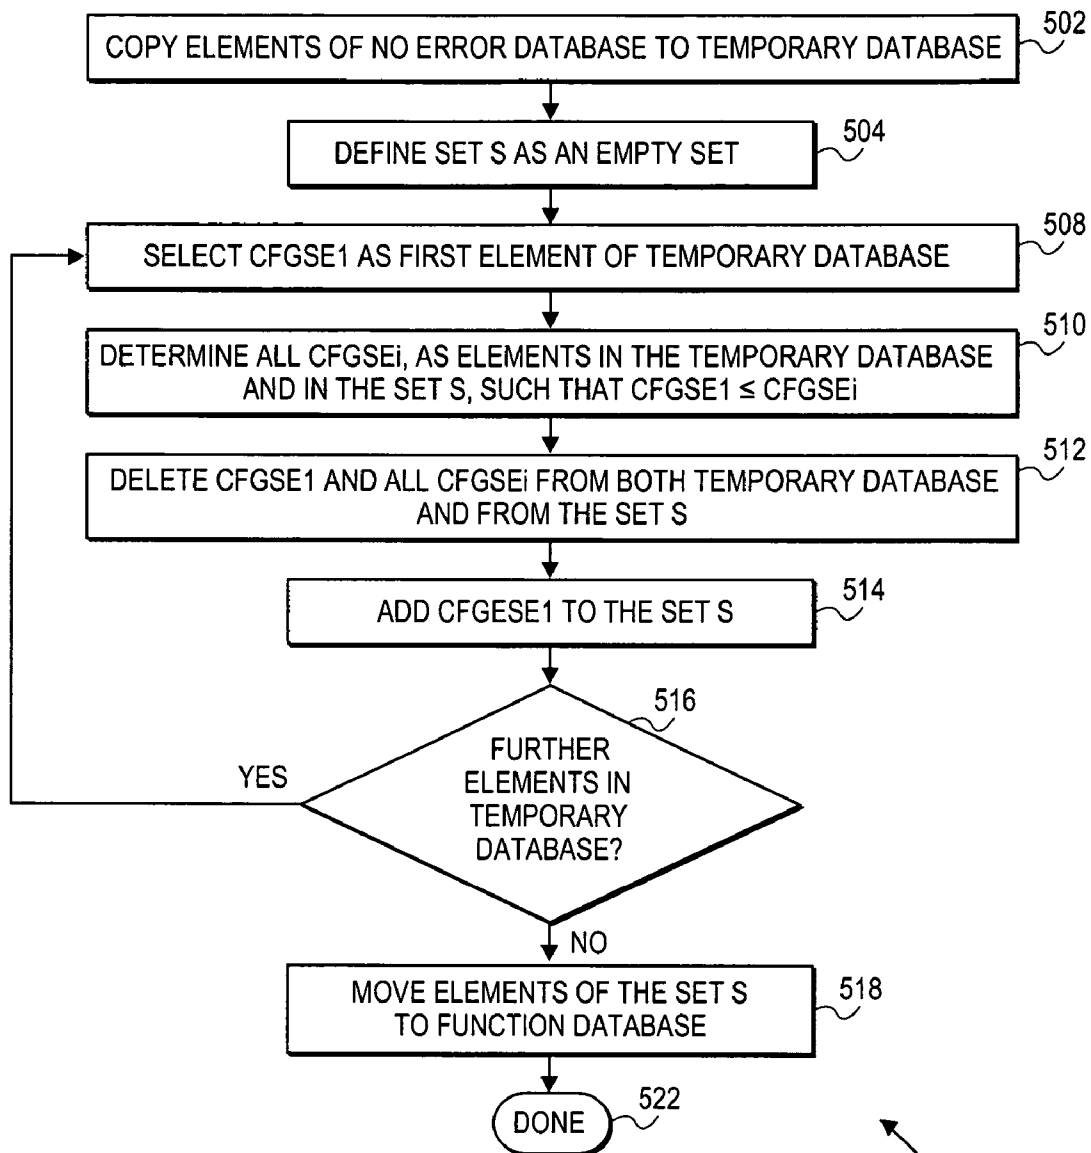 COPY ELEMENTS OF NO ERROR DATABASE TO TEMPORARY DATABASE
502
DEFINE SET S AS AN EMPTY SET
504
SELECT CFGSE1 AS FIRST ELEMENT OF TEMPORARY DATABASE
508
DETERMINE ALL CFGSEi, AS ELEMENTS IN THE TEMPORARY DATABASE
AND IN THE SET S, SUCH THAT CFGSE1 ≤ CFGSEi
510
DELETE CFGSE1 AND ALL CFGSEi FROM BOTH TEMPORARY DATABASE
AND FROM THE SET S
512
ADD CFGESE1 TO THE SET S
514
FURTHER
ELEMENTS IN
TEMPORARY
DATABASE?
516
YES
NO
MOVE ELEMENTS OF THE SET S
TO FUNCTION DATABASE
518
DONE
522